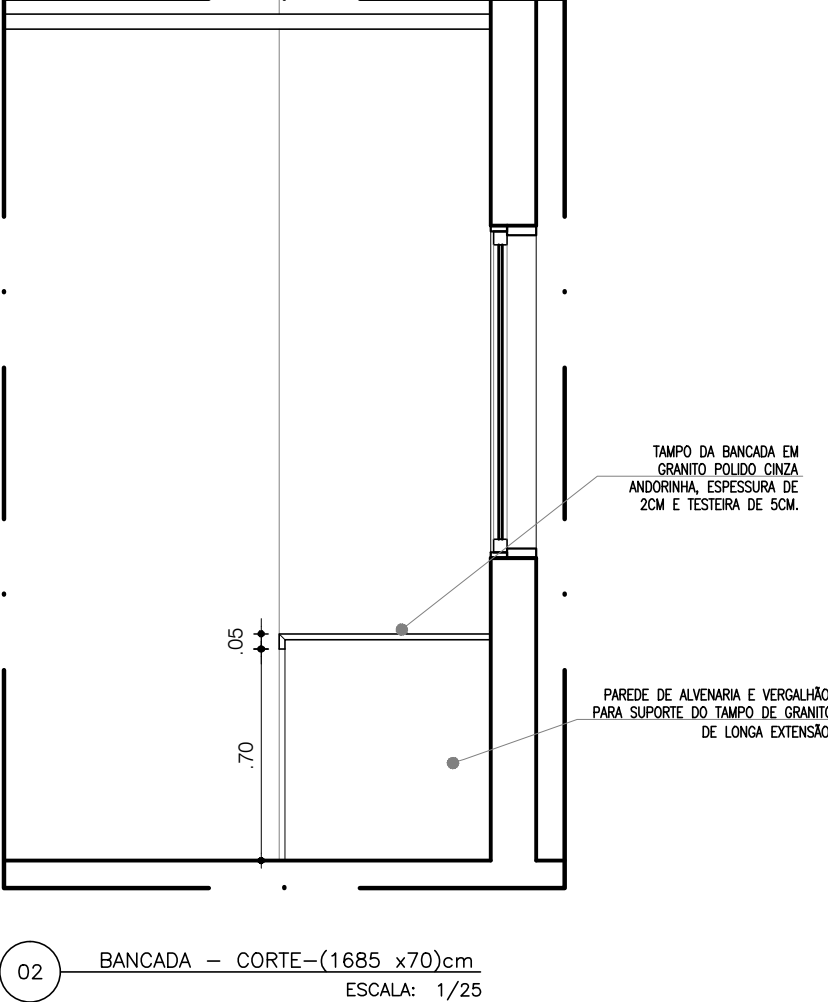 TAMPO DA BANCADA EM
GRANITO POLIDO CINZA
ANDORINHA, ESPESSURA DE
2CM E TESTEIRA DE 5CM.
.05
PAREDE DE ALVENARIA E VERGALHÃO
PARA SUPORTE DO TAMPO DE GRANITO
DE LONGA EXTENSÃO
.70
02
BANCADA – CORTE–(1685 x70)cm
ESCALA: 1/25